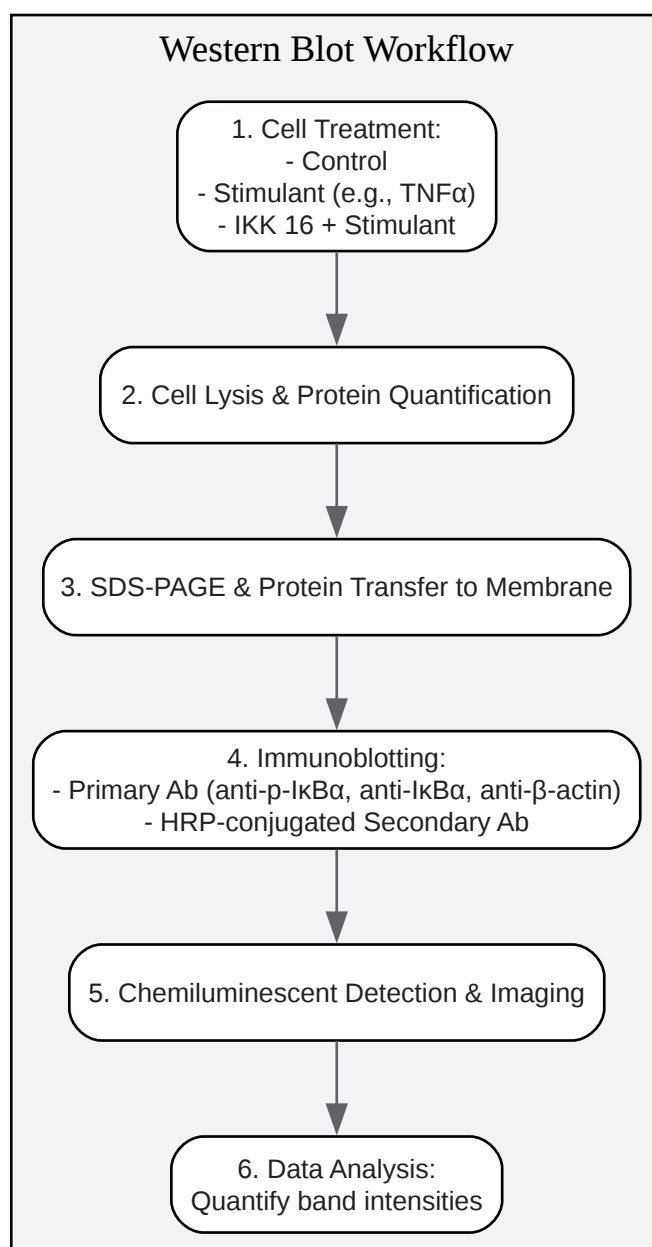 Western Blot Workflow
1. Cell Treatment:
- Control
- Stimulant (e.g., TNFα)
- IKK 16 + Stimulant
2. Cell Lysis & Protein Quantification
3. SDS-PAGE & Protein Transfer to Membrane
4. Immunoblotting:
- Primary Ab (anti-p-IκBα, anti-IκBα, anti-β-actin)
- HRP-conjugated Secondary Ab
5. Chemiluminescent Detection & Imaging
6. Data Analysis:
Quantify band intensities